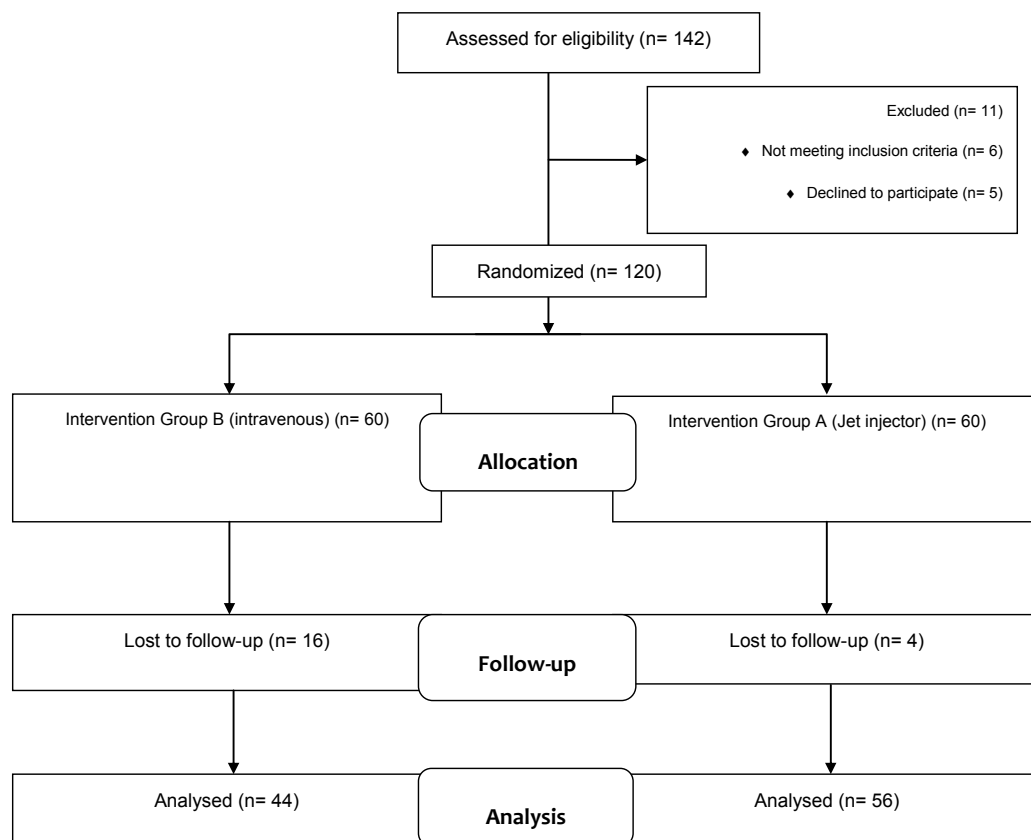 Assessed for eligibility (n= 142)
Excluded (n= 11)
♦ Not meeting inclusion criteria (n= 6)
♦ Declined to participate (n= 5)
Randomized (n= 120)
Intervention Group B (intravenous) (n= 60)
Intervention Group A (Jet injector) (n= 60)
Allocation
Lost to follow-up (n= 16)
Lost to follow-up (n= 4)
Follow-up
Analysed (n= 44)
Analysed (n= 56)
Analysis